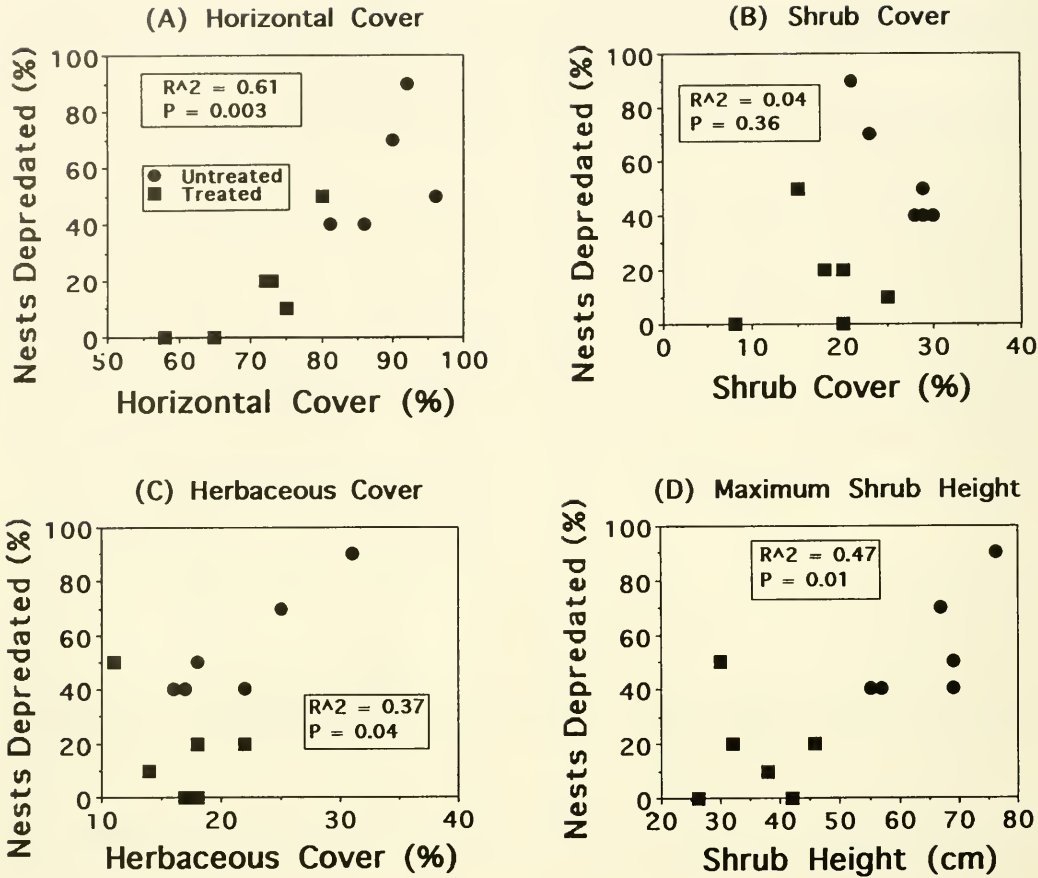 (A) Horizontal Cover
Nests Depredated (%)
100
80
60
40
20
0
R^2 = 0.61
P = 0.003
Untreated
Treated
50 60 70 80 90 100
Horizontal Cover (%)
(B) Shrub Cover
Nests Depredated (%)
100
80
60
40
20
0
R^2 = 0.04
P = 0.36
0 10 20 30 40
Shrub Cover (%)
(C) Herbaceous Cover
Nests Depredated (%)
100
80
60
40
20
0
R^2 = 0.37
P = 0.04
10 20 30 40
Herbaceous Cover (%)
(D) Maximum Shrub Height
Nests Depredated (%)
100
80
60
40
20
0
R^2 = 0.47
P = 0.01
20 30 40 50 60 70 80
Shrub Height (cm)